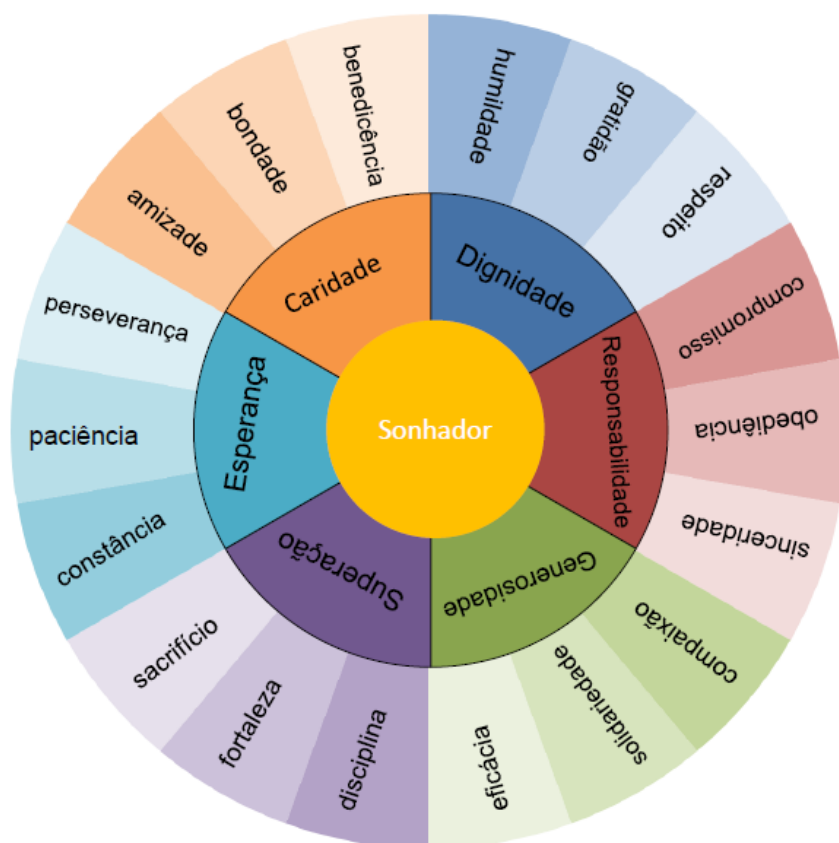 Sonhador
Dignidade
humildade
gratidão
respeito
Responsabilidade
compromisso
obediência
sinceridade
Generosidade
compaixão
solidariedade
eficácia
Superação
disciplina
fortaleza
sacrifício
Esperança
constância
paciência
perseverança
Caridade
amizade
bondade
benedicência